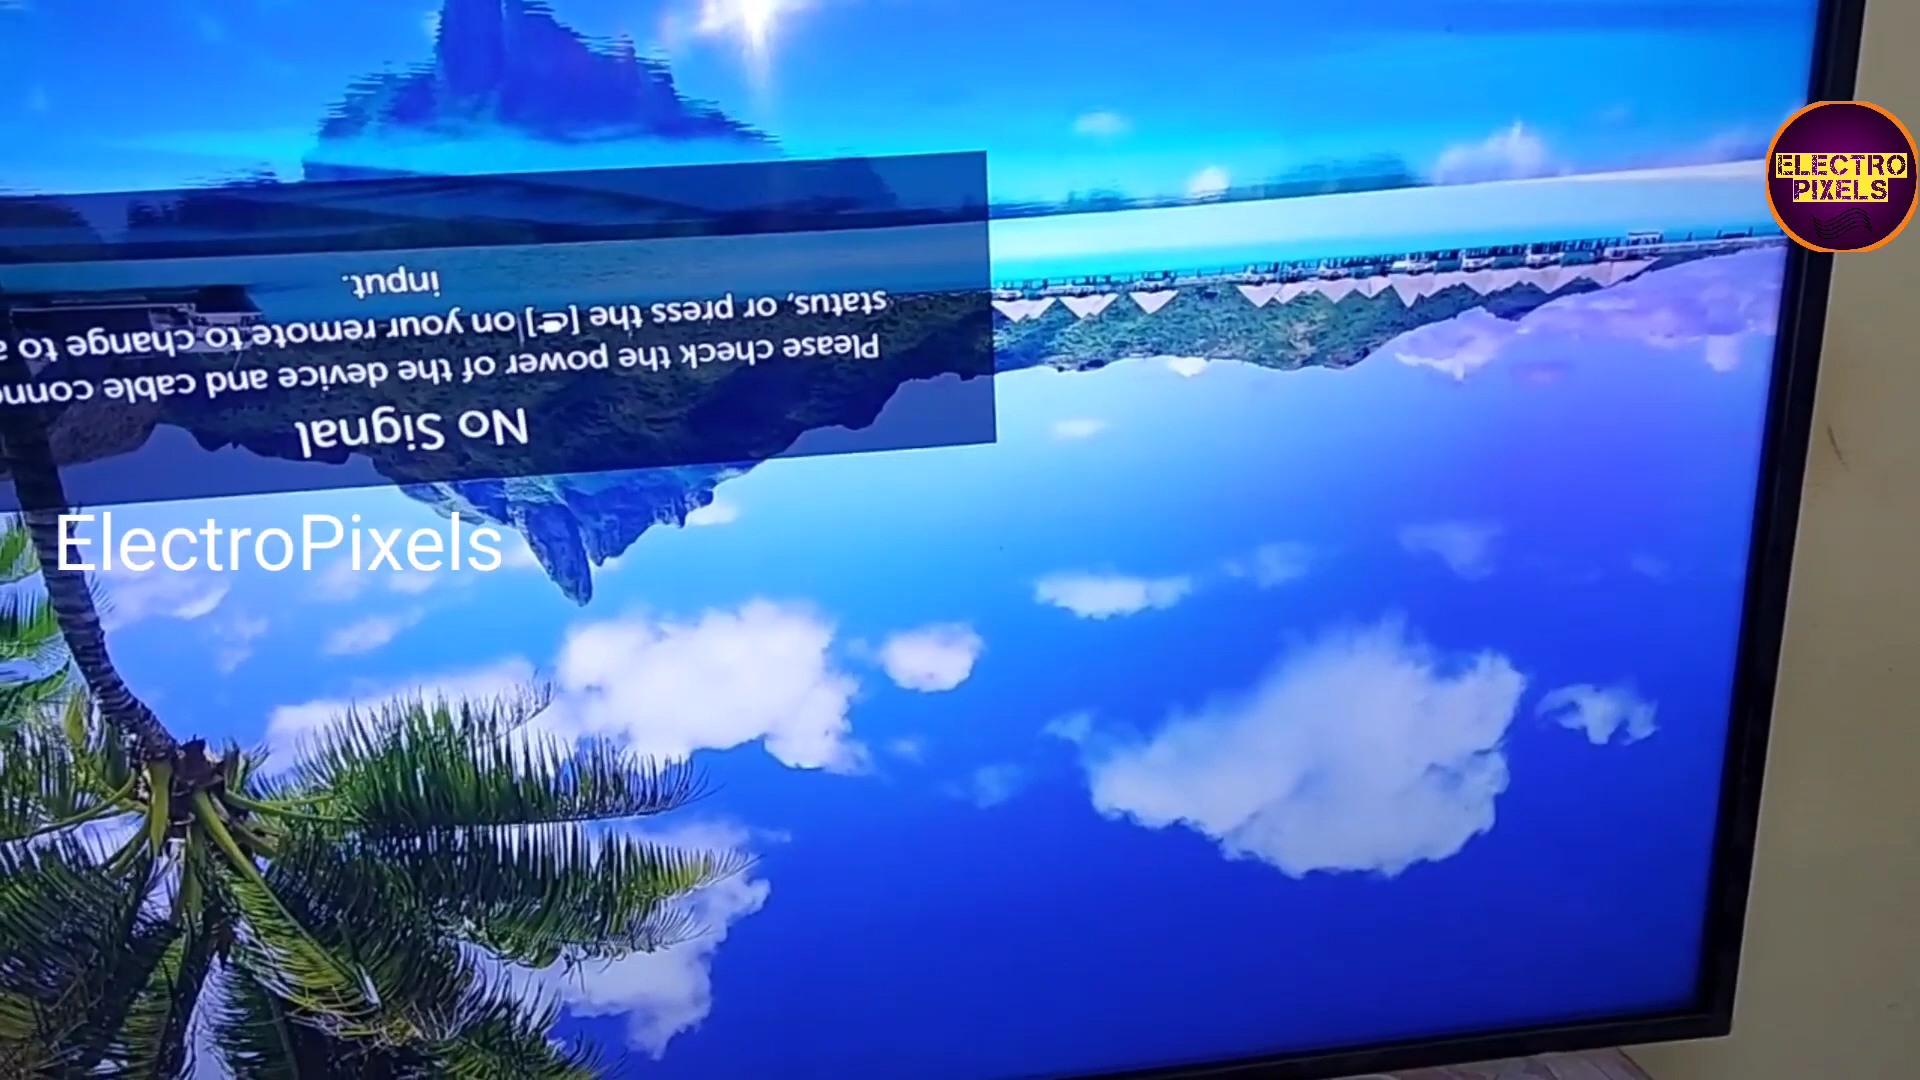 No Signal
Please check the power of the device and cable
status, or press the [ ] on your remote to change to
input.
ElectroPixels
ELECTRO
PIXELS